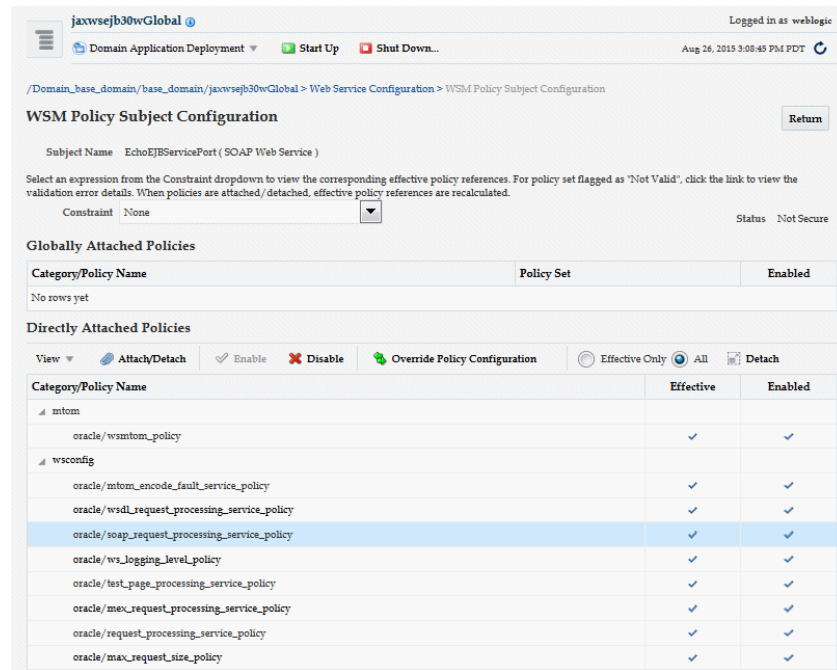 jaxwsejb30wGlobal
Logged in as weblogic
Domain Application Deployment
Start Up
Shut Down...
Aug 26, 2015 3:08:45 PM PDT
/Domain_base_domain/base_domain/jaxwsejb30wGlobal > Web Service Configuration > WSM Policy Subject Configuration
WSM Policy Subject Configuration
Return
Subject Name EchoEJBServicePort ( SOAP Web Service )
Select an expression from the Constraint dropdown to view the corresponding effective policy references. For policy set flagged as "Not Valid", click the link to view the
validation error details. When policies are attached/detached, effective policy references are recalculated.
Constraint None
Status Not Secure
Globally Attached Policies
Category/Policy Name Policy Set Enabled
No rows yet
Directly Attached Policies
View Attach/Detach Enable Disable Override Policy Configuration Effective Only All Detach
Category/Policy Name Effective Enabled
mtom
oracle/wsmtom_policy
wsconfig
oracle/mtom_encode_fault_service_policy
oracle/wsdl_request_processing_service_policy
oracle/soap_request_processing_service_policy
oracle/ws_logging_level_policy
oracle/test_page_processing_service_policy
oracle/mex_request_processing_service_policy
oracle/request_processing_service_policy
oracle/max_request_size_policy